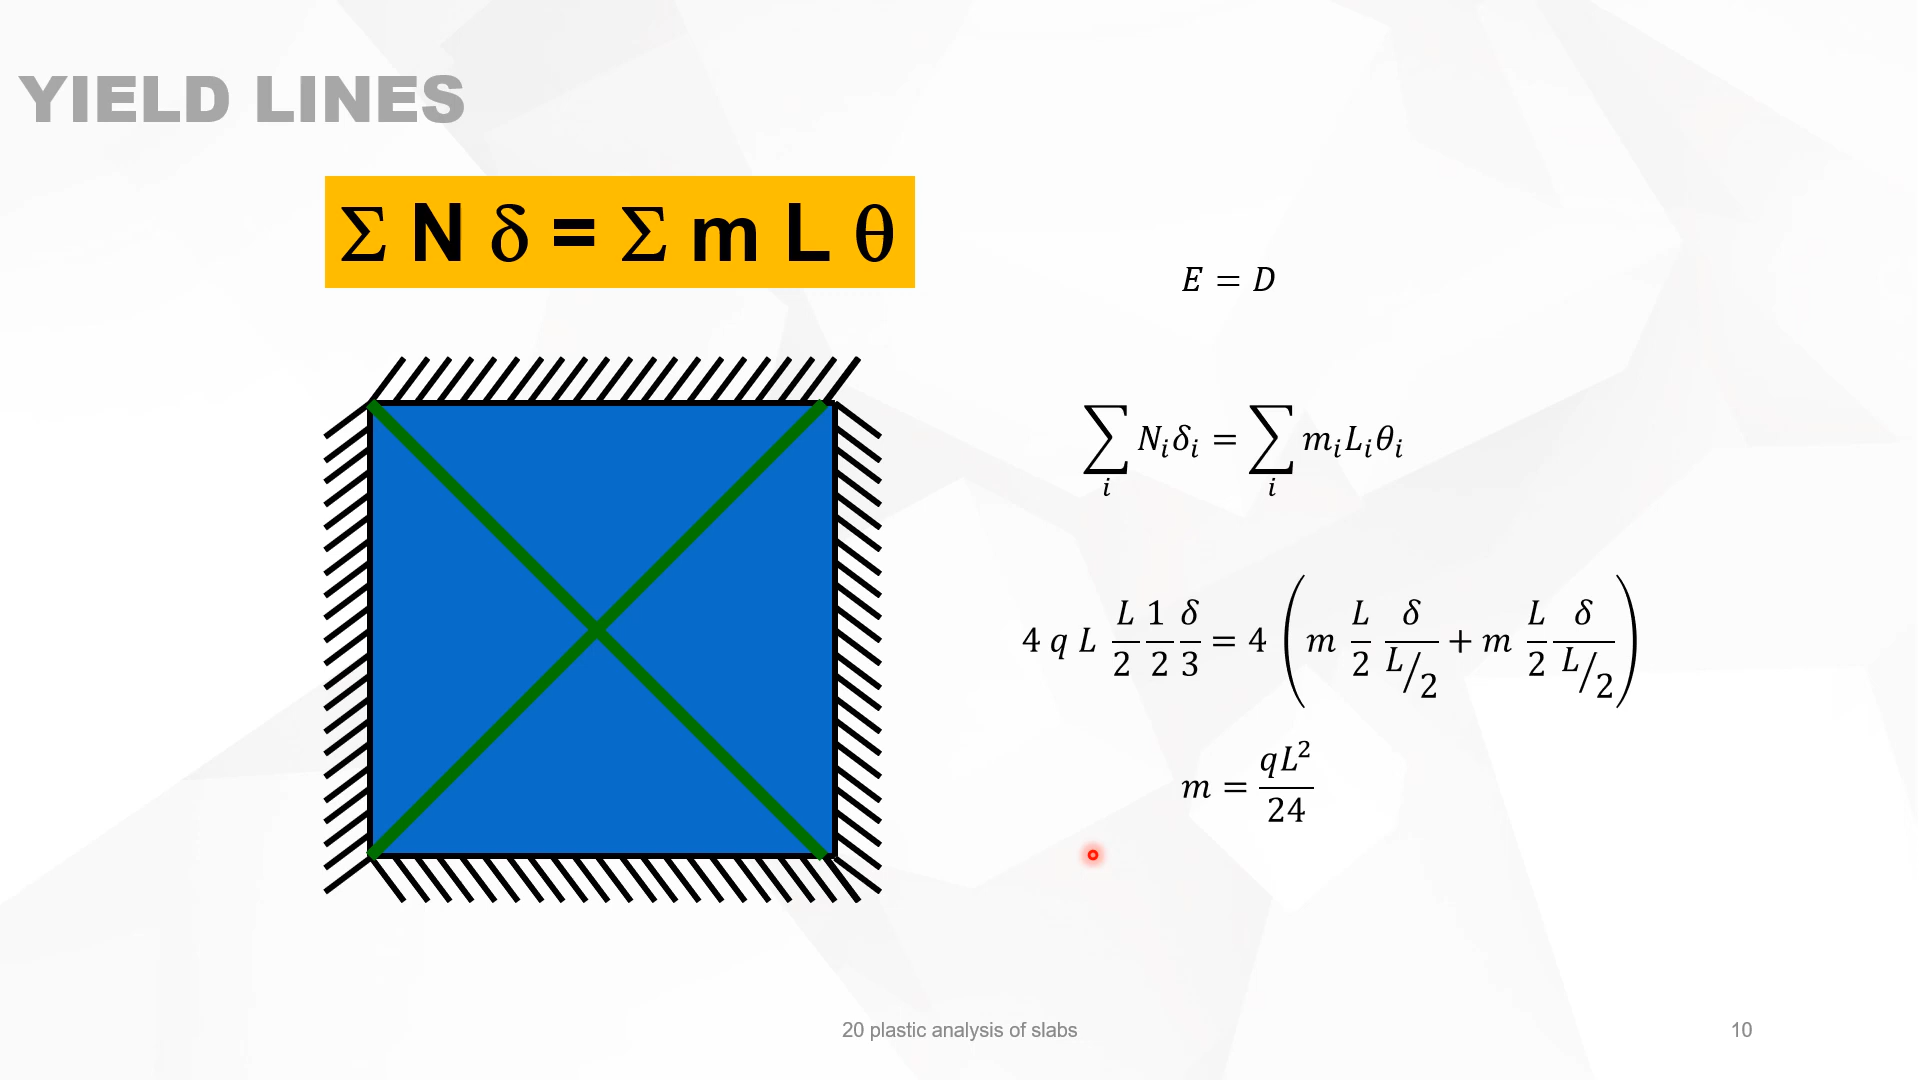 YIELD LINES
Σ N δ = Σ m L θ
E = D
∑_i N_i δ_i = ∑_i m_i L_i θ_i
4 q L L/2 1/2 δ/3 = 4 (m L/2 δ/(L/2) + m L/2 δ/(L/2))
m = qL²/24
20 plastic analysis of slabs
10